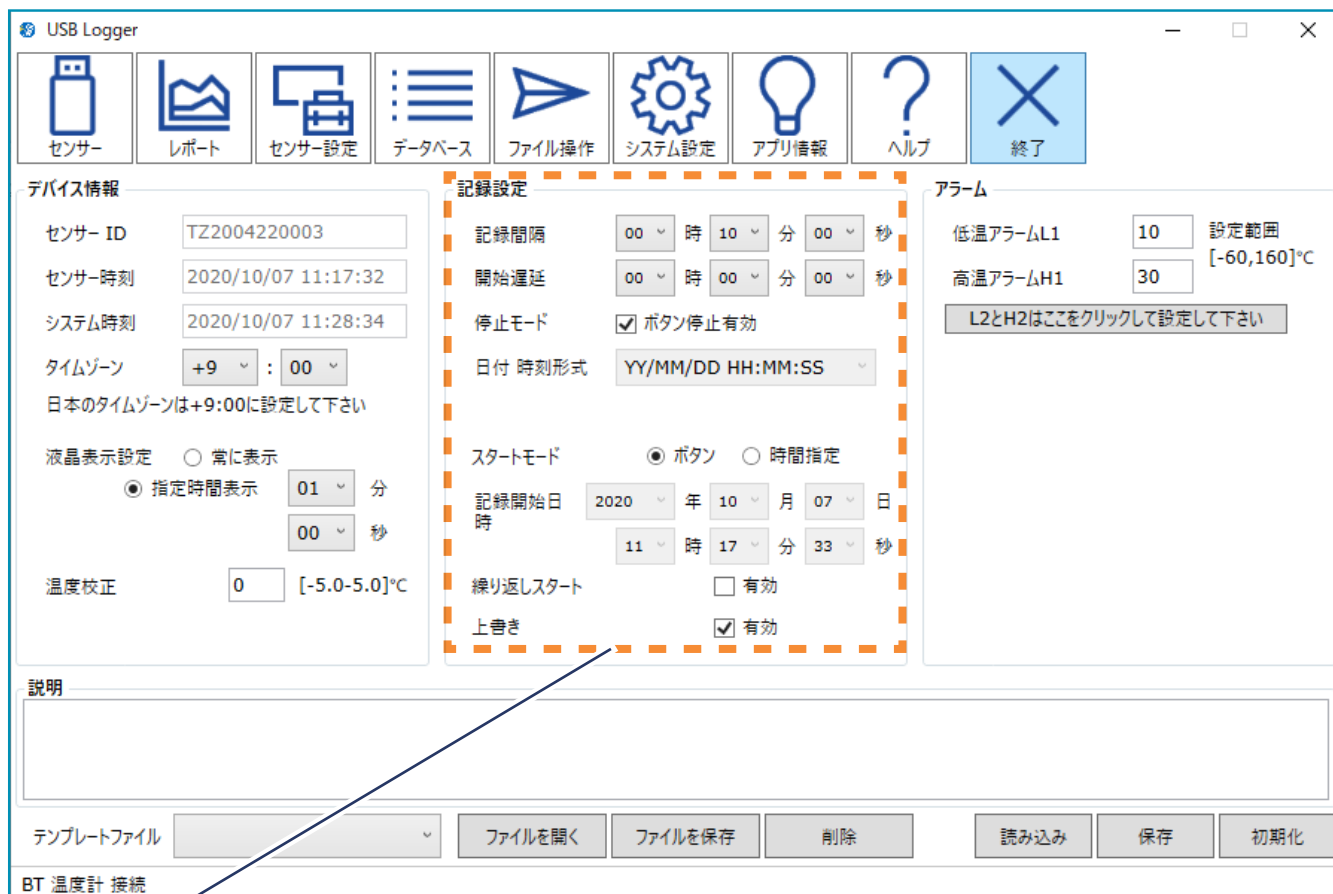 USB Logger
センサー レポート センサー設定 データベース ファイル操作 システム設定 アプリ情報 ヘルプ 終了
デバイス情報
センサー ID TZ2004220003
センサー時刻 2020/10/07 11:17:32
システム時刻 2020/10/07 11:28:34
タイムゾーン +9 : 00
日本のタイムゾーンは+9:00に設定して下さい
液晶表示設定 常に表示
指定時間表示 01 分
00 秒
温度校正 0 [-5.0-5.0]°C
記録設定
記録間隔 00 時 10 分 00 秒
開始遅延 00 時 00 分 00 秒
停止モード ボタン停止有効
日付 時刻形式 YY/MM/DD HH:MM:SS
スタートモード ボタン 時間指定
記録開始日時 2020 年 10 月 07 日
11 時 17 分 33 秒
繰り返しスタート 有効
上書き 有効
アラーム
低温アラームL1 10 設定範囲
[-60,160]°C
高温アラームH1 30
L2とH2はここをクリックして設定して下さい
説明
テンプレートファイル ファイルを開く ファイルを保存 削除 読み込み 保存 初期化
BT 温度計 接続